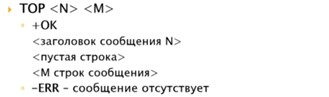 TOP <N> <M>
+OK
<заголовок сообщения N>
<пустая строка>
<M строк сообщения>
-ERR – сообщение отсутствует